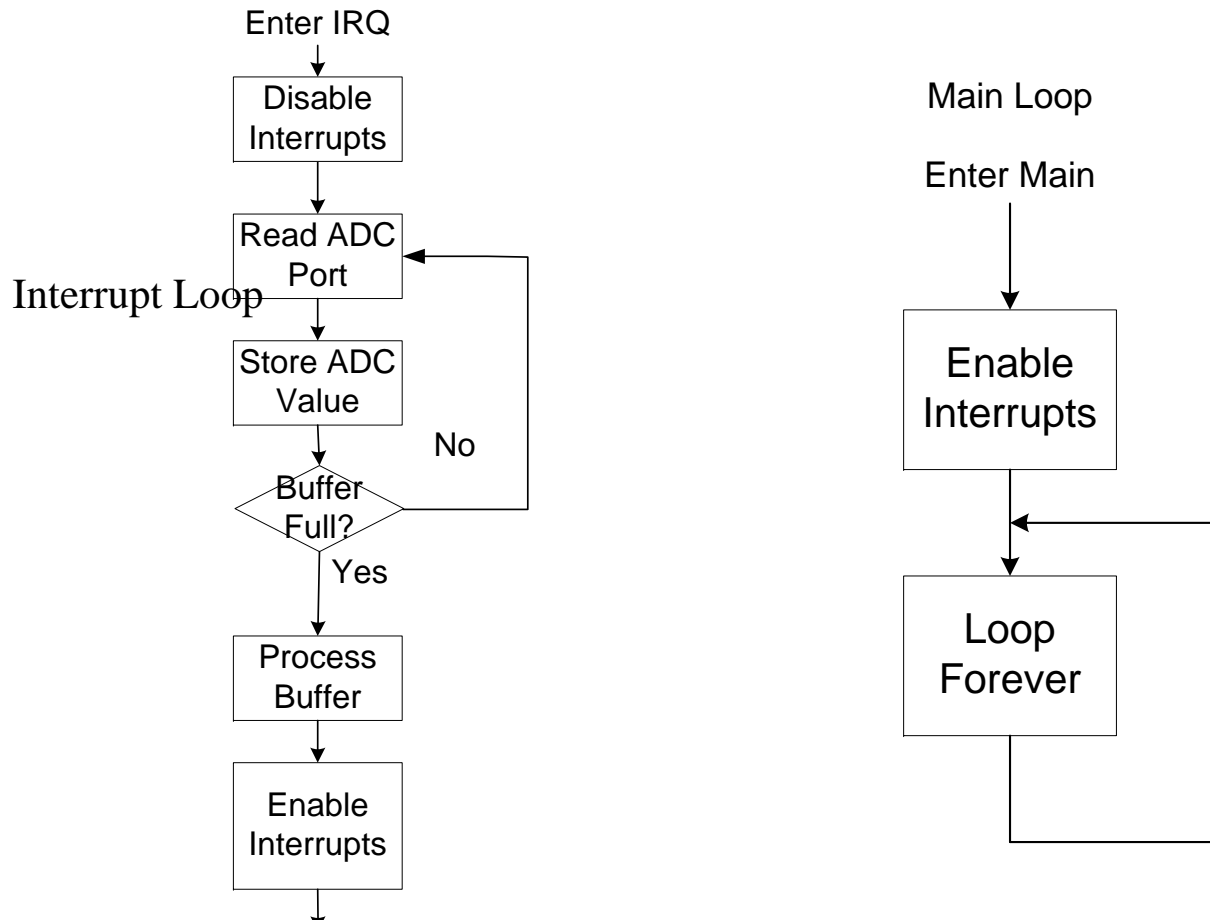 Enter IRQ
Disable
Interrupts
Read ADC
Port
Interrupt Loop
Store ADC
Value
No
Buffer
Full?
Yes
Process
Buffer
Enable
Interrupts
Main Loop
Enter Main
Enable
Interrupts
Loop
Forever